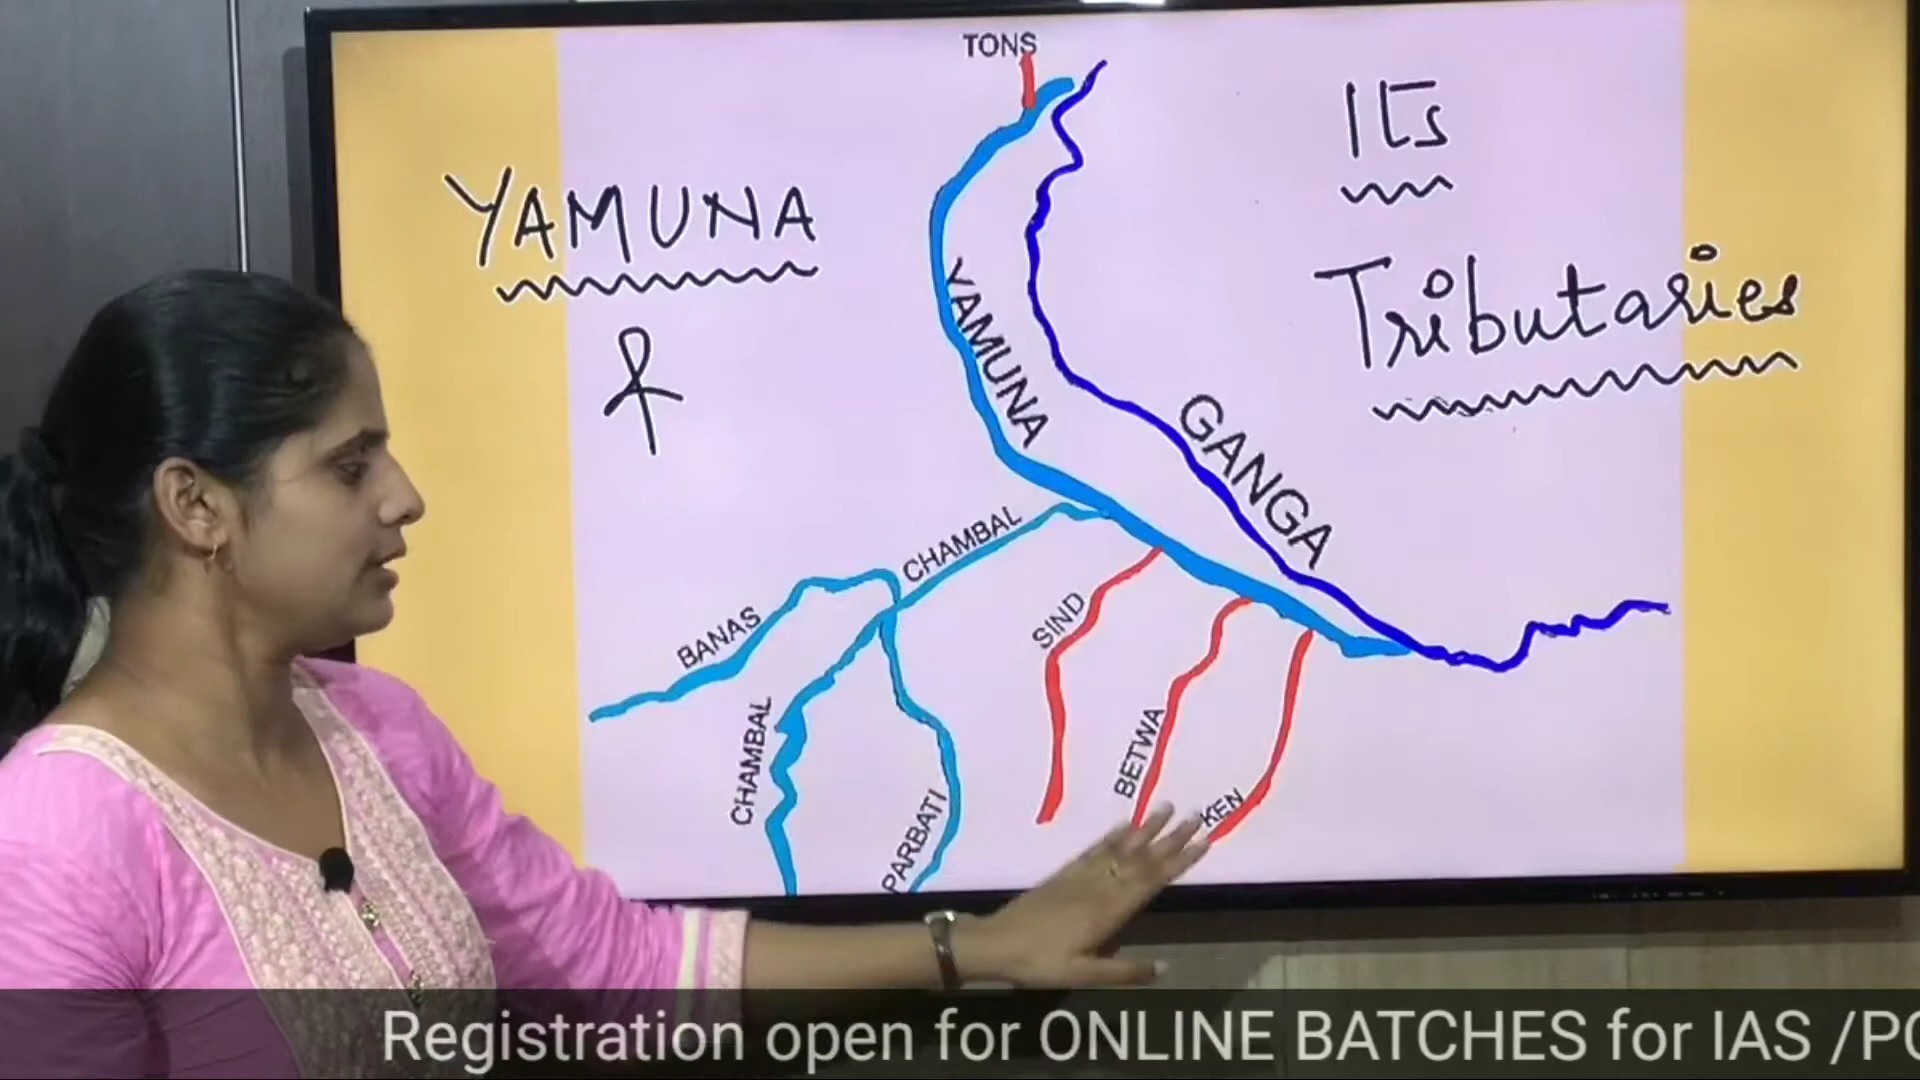 TONS
YAMUNA
&
Its
Tributaries
YAMUNA
GANGA
CHAMBAL
BANAS
SIND
CHAMBAL
BETWA
KEN
PARBATI
Registration open for ONLINE BATCHES for IAS /PC